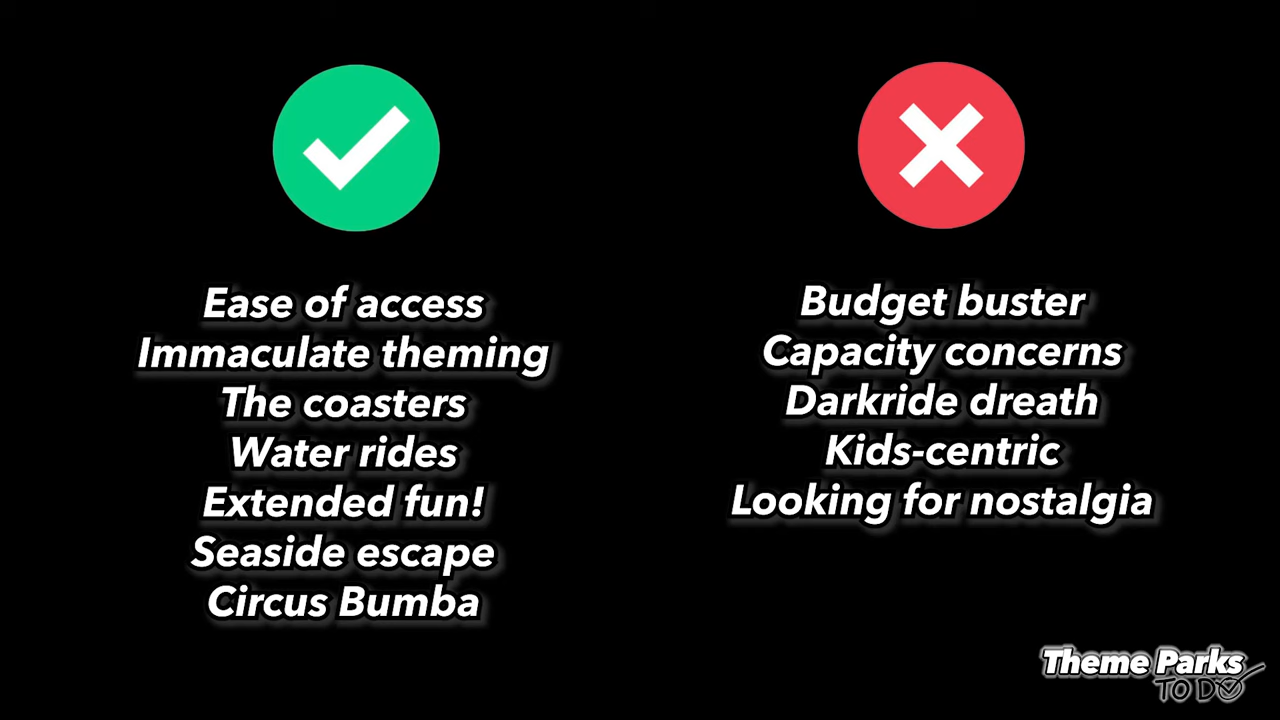 Ease of access
Immaculate theming
The coasters
Water rides
Extended fun!
Seaside escape
Circus Bumba
Budget buster
Capacity concerns
Darkride dreath
Kids-centric
Looking for nostalgia
Theme Parks
TO DO